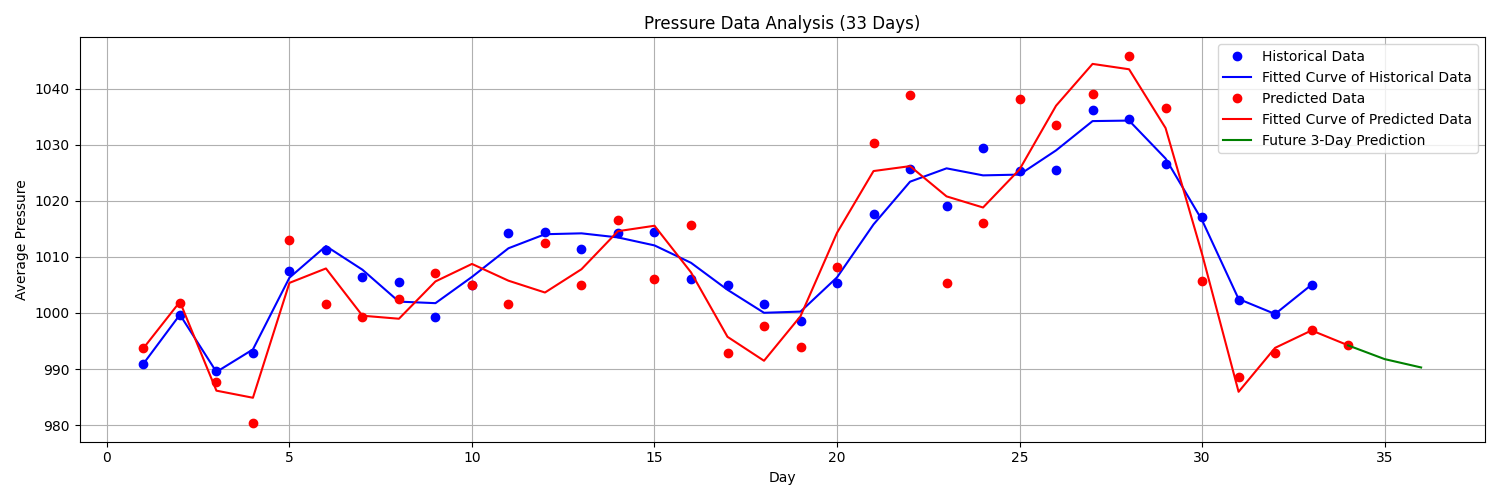 Pressure Data Analysis (33 Days)
Historical Data
Fitted Curve of Historical Data
Predicted Data
Fitted Curve of Predicted Data
Future 3-Day Prediction
Average Pressure
1040
1030
1020
1010
1000
990
980
0 5 10 15 20 25 30 35
Day